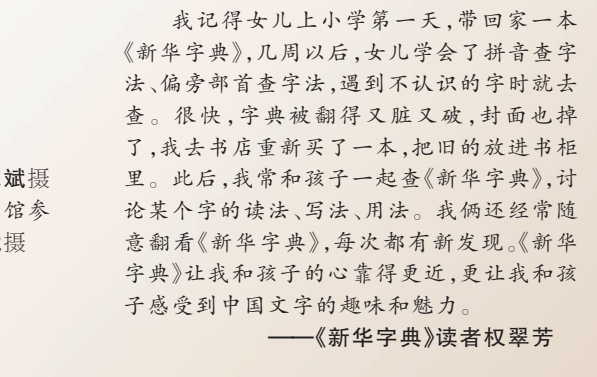 我记得女儿上小学第一天，带回家一本
《新华字典》，几周以后，女儿学会了拼音查字
法、偏旁部首查字法，遇到不认识的字时就去
查。很快，字典被翻得又脏又破，封面也掉
了，我去书店重新买了一本，把旧的放进书柜
里。此后，我常和孩子一起查《新华字典》，讨
论某个字的读法、写法、用法。我俩还经常随
意翻看《新华字典》，每次都有新发现。《新华
字典》让我和孩子的心靠得更近，更让我和孩
子感受到中国文字的趣味和魅力。
——《新华字典》读者权翠芳
斌摄
馆参
摄